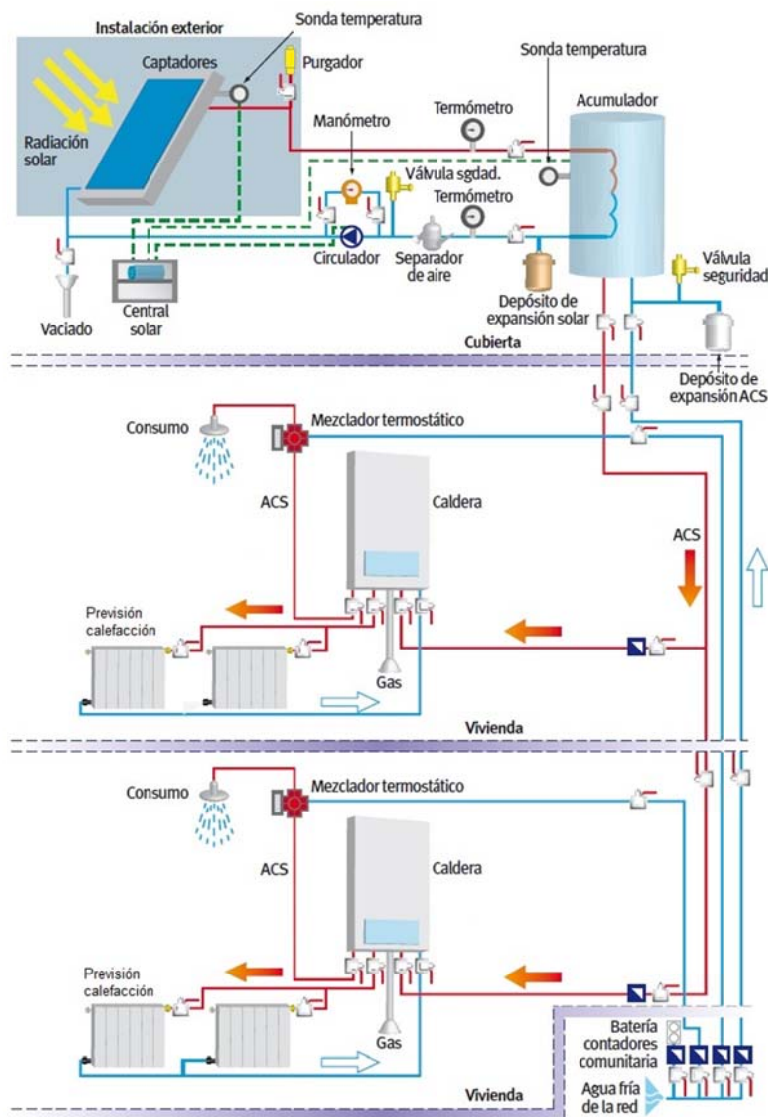 Instalación exterior
Sonda temperatura
Captadores
Purgador
Sonda temperatura
Radiación
solar
Manómetro
Termómetro
Acumulador
Válvula sgdad.
Termómetro
Circulador
Separador
de aire
Válvula
seguridad
Vaciado
Central
solar
Depósito de
expansión solar
Cubierta
Depósito de
expansión ACS
Consumo
Mezclador termostático
ACS
Caldera
ACS
Previsión
calefacción
Gas
Vivienda
Consumo
Mezclador termostático
ACS
Caldera
Previsión
calefacción
Gas
Batería
contadores
comunitaria
Agua fría
de la red
Vivienda